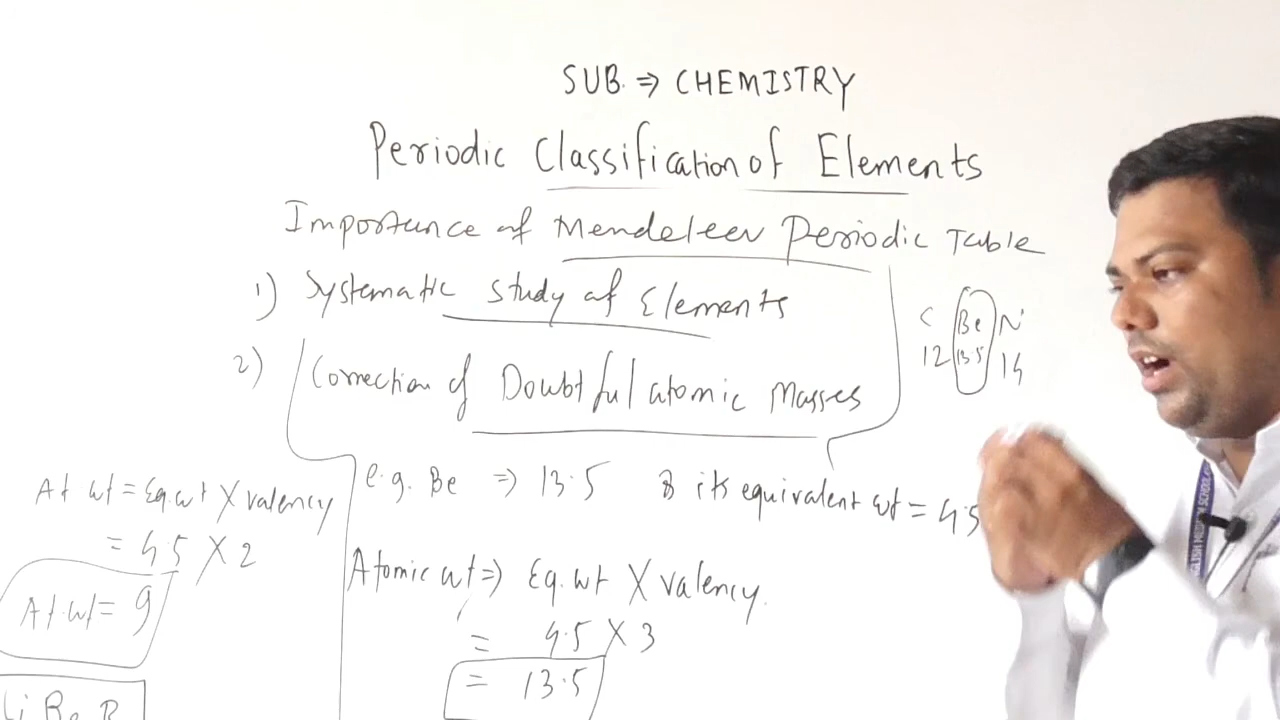 SUB. ⇒ CHEMISTRY
Periodic Classification of Elements
Importance of Mendeleev Periodic Table
1) Systematic study of Elements
2) Correction of Doubtful atomic Masses
C Be N
12 13.5 14
e.g. Be ⇒ 13.5 & its equivalent wt = 4.5
Atomic wt ⇒ Eq. wt X valency.
= 4.5 X 3
= 13.5
At wt = Eq. wt X valency
= 4.5 X 2
At. wt = 9
Li Be B